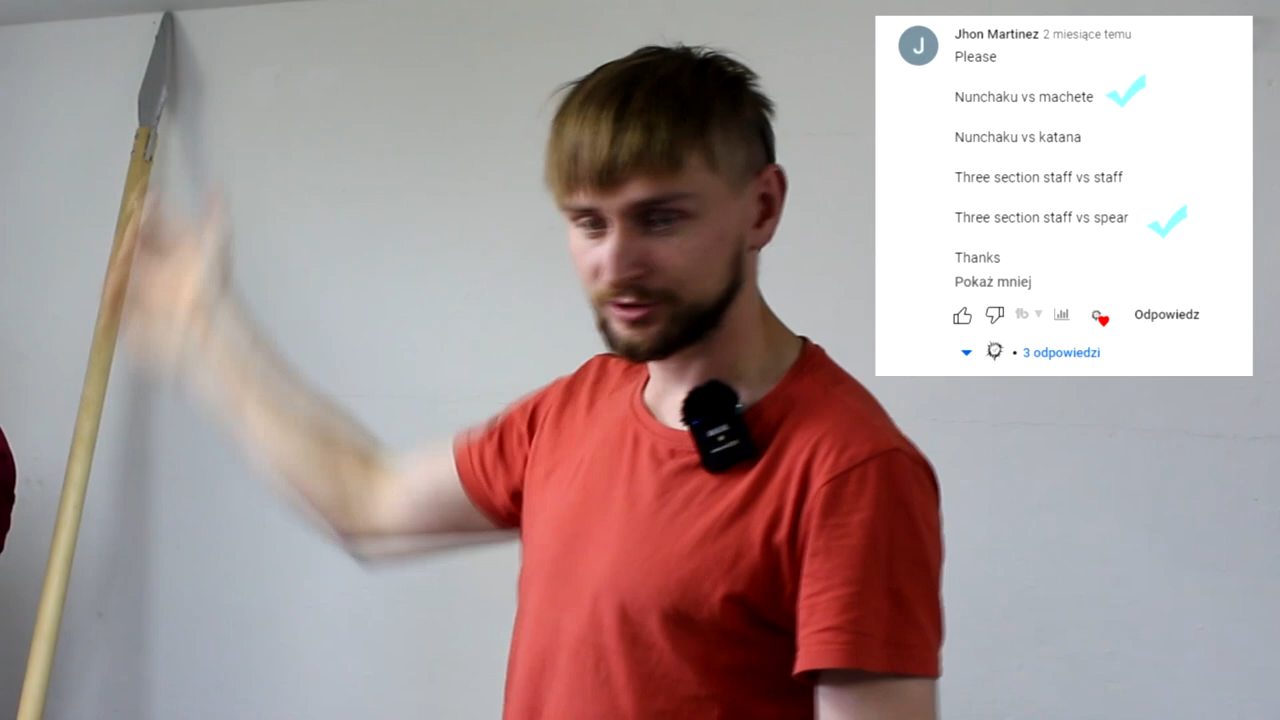 J
Jhon Martinez 2 miesiące temu
Please
Nunchaku vs machete
Nunchaku vs katana
Three section staff vs staff
Three section staff vs spear
Thanks
Pokaż mniej
Odpowiedz
• 3 odpowiedzi